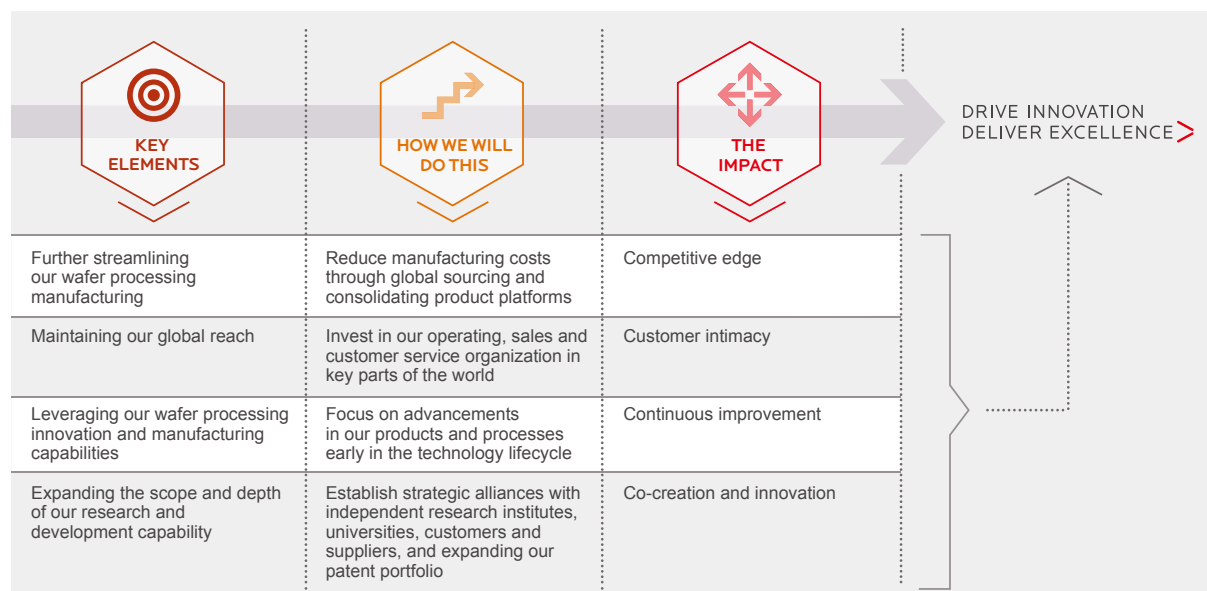 KEY
ELEMENTS
HOW WE WILL
DO THIS
THE
IMPACT
DRIVE INNOVATION
DELIVER EXCELLENCE
Further streamlining
our wafer processing
manufacturing
Reduce manufacturing costs
through global sourcing and
consolidating product platforms
Competitive edge
Maintaining our global reach
Invest in our operating, sales and
customer service organization in
key parts of the world
Customer intimacy
Leveraging our wafer processing
innovation and manufacturing
capabilities
Focus on advancements
in our products and processes
early in the technology lifecycle
Continuous improvement
Expanding the scope and depth
of our research and
development capability
Establish strategic alliances with
independent research institutes,
universities, customers and
suppliers, and expanding our
patent portfolio
Co-creation and innovation